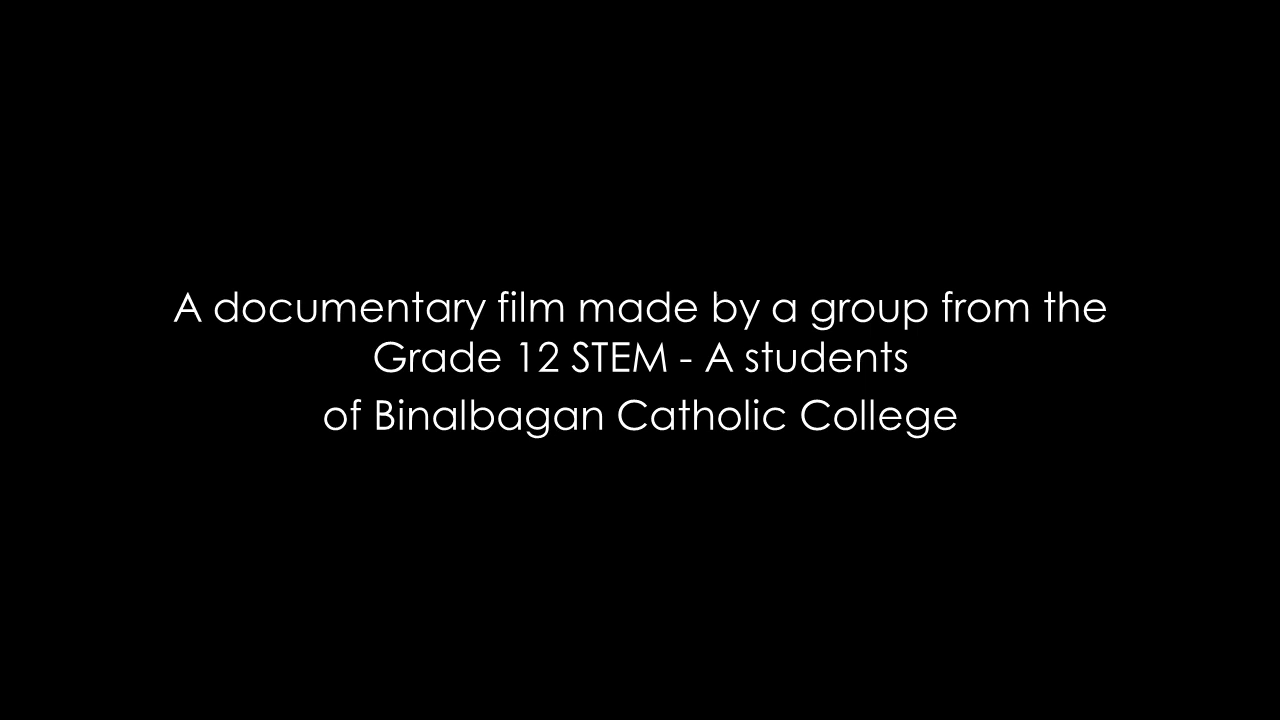 A documentary film made by a group from the
Grade 12 STEM - A students
of Binalbagan Catholic College